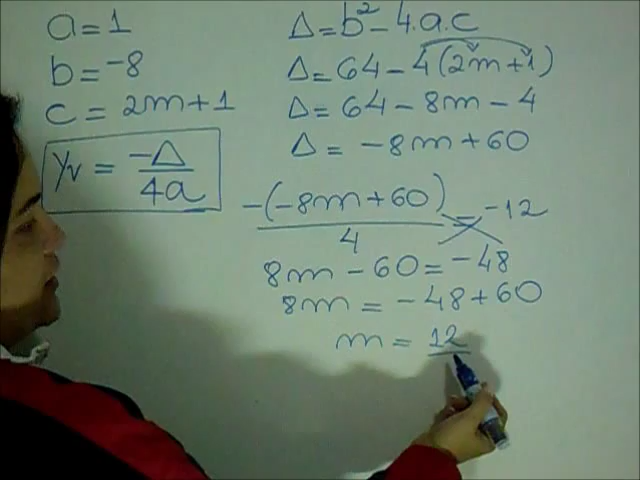 a = 1
b = -8
c = 2m + 1
yv = -Δ/4a
Δ = b² - 4.a.c
Δ = 64 - 4(2m + 1)
Δ = 64 - 8m - 4
Δ = -8m + 60
-(-8m + 60)/4 = -12
8m - 60 = -48
8m = -48 + 60
m = 12